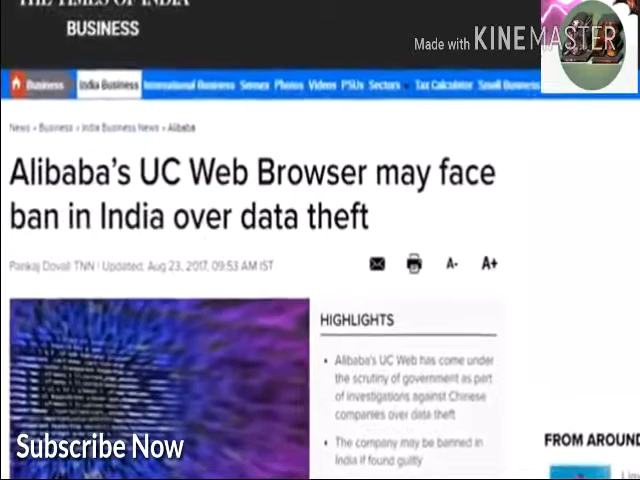 THE TIMES OF INDIA
BUSINESS
Made with KINEMASTER
Business India Business International Business Sensex Photos Videos PSUs Sectors Tax Calculator Small Business
News » Business » India Business News » Alibaba
Alibaba's UC Web Browser may face
ban in India over data theft
Pankaj Doval| TNN | Updated: Aug 23, 2017, 09:53 AM IST
A- A+
HIGHLIGHTS
• Alibaba's UC Web has come under
the scrutiny of government as part
of investigations against Chinese
companies over data theft
• The company may be banned in
India if found guilty
Subscribe Now
FROM AROUND